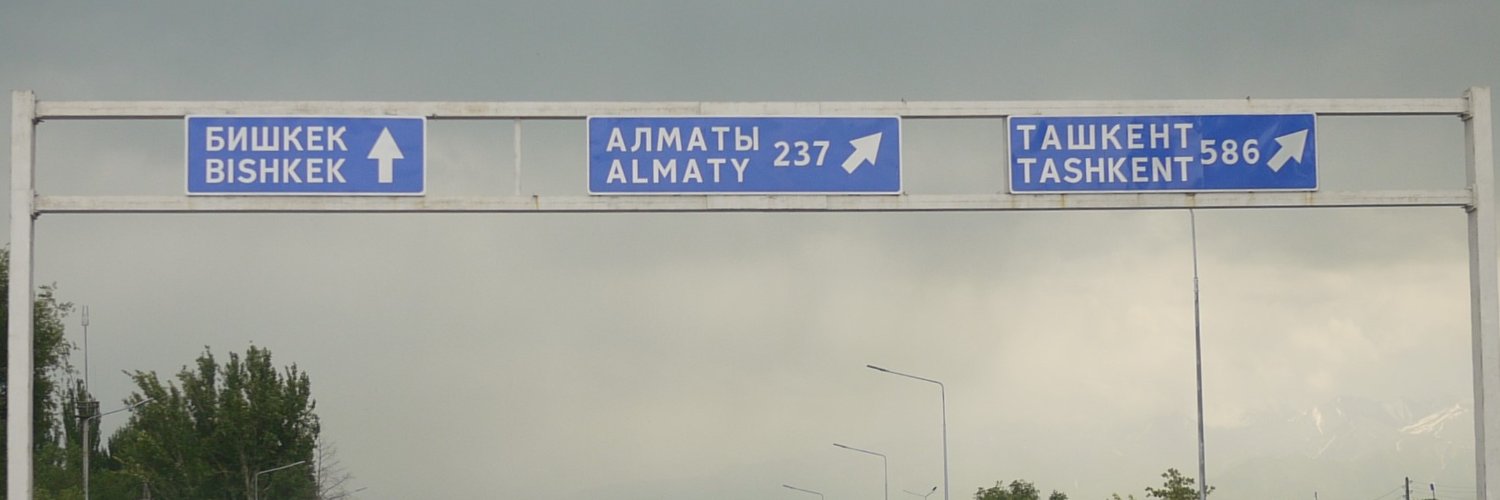 БИШКЕК
BISHKEK
АЛМАТЫ
ALMATY
237
ТАШКЕНТ
TASHKENT
586